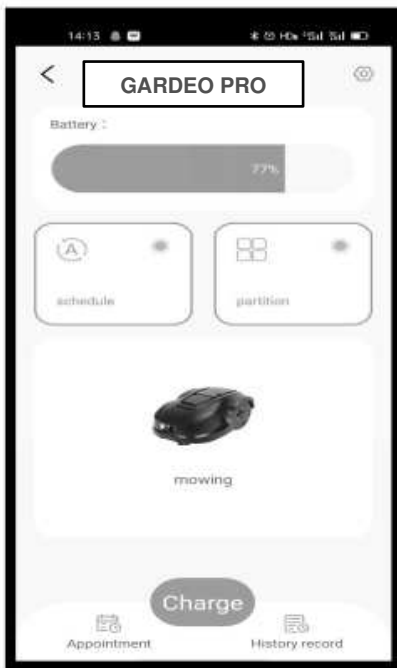 14:13
GARDEO PRO
Battery :
77%
schedule
partition
mowing
Charge
Appointment
History record